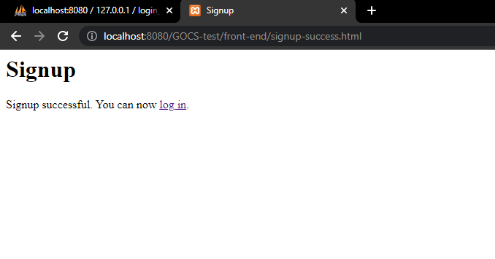 localhost:8080 / 127.0.0.1 / login_
Signup
localhost:8080/GOCS-test/front-end/signup-success.html
Signup
Signup successful. You can now log in.